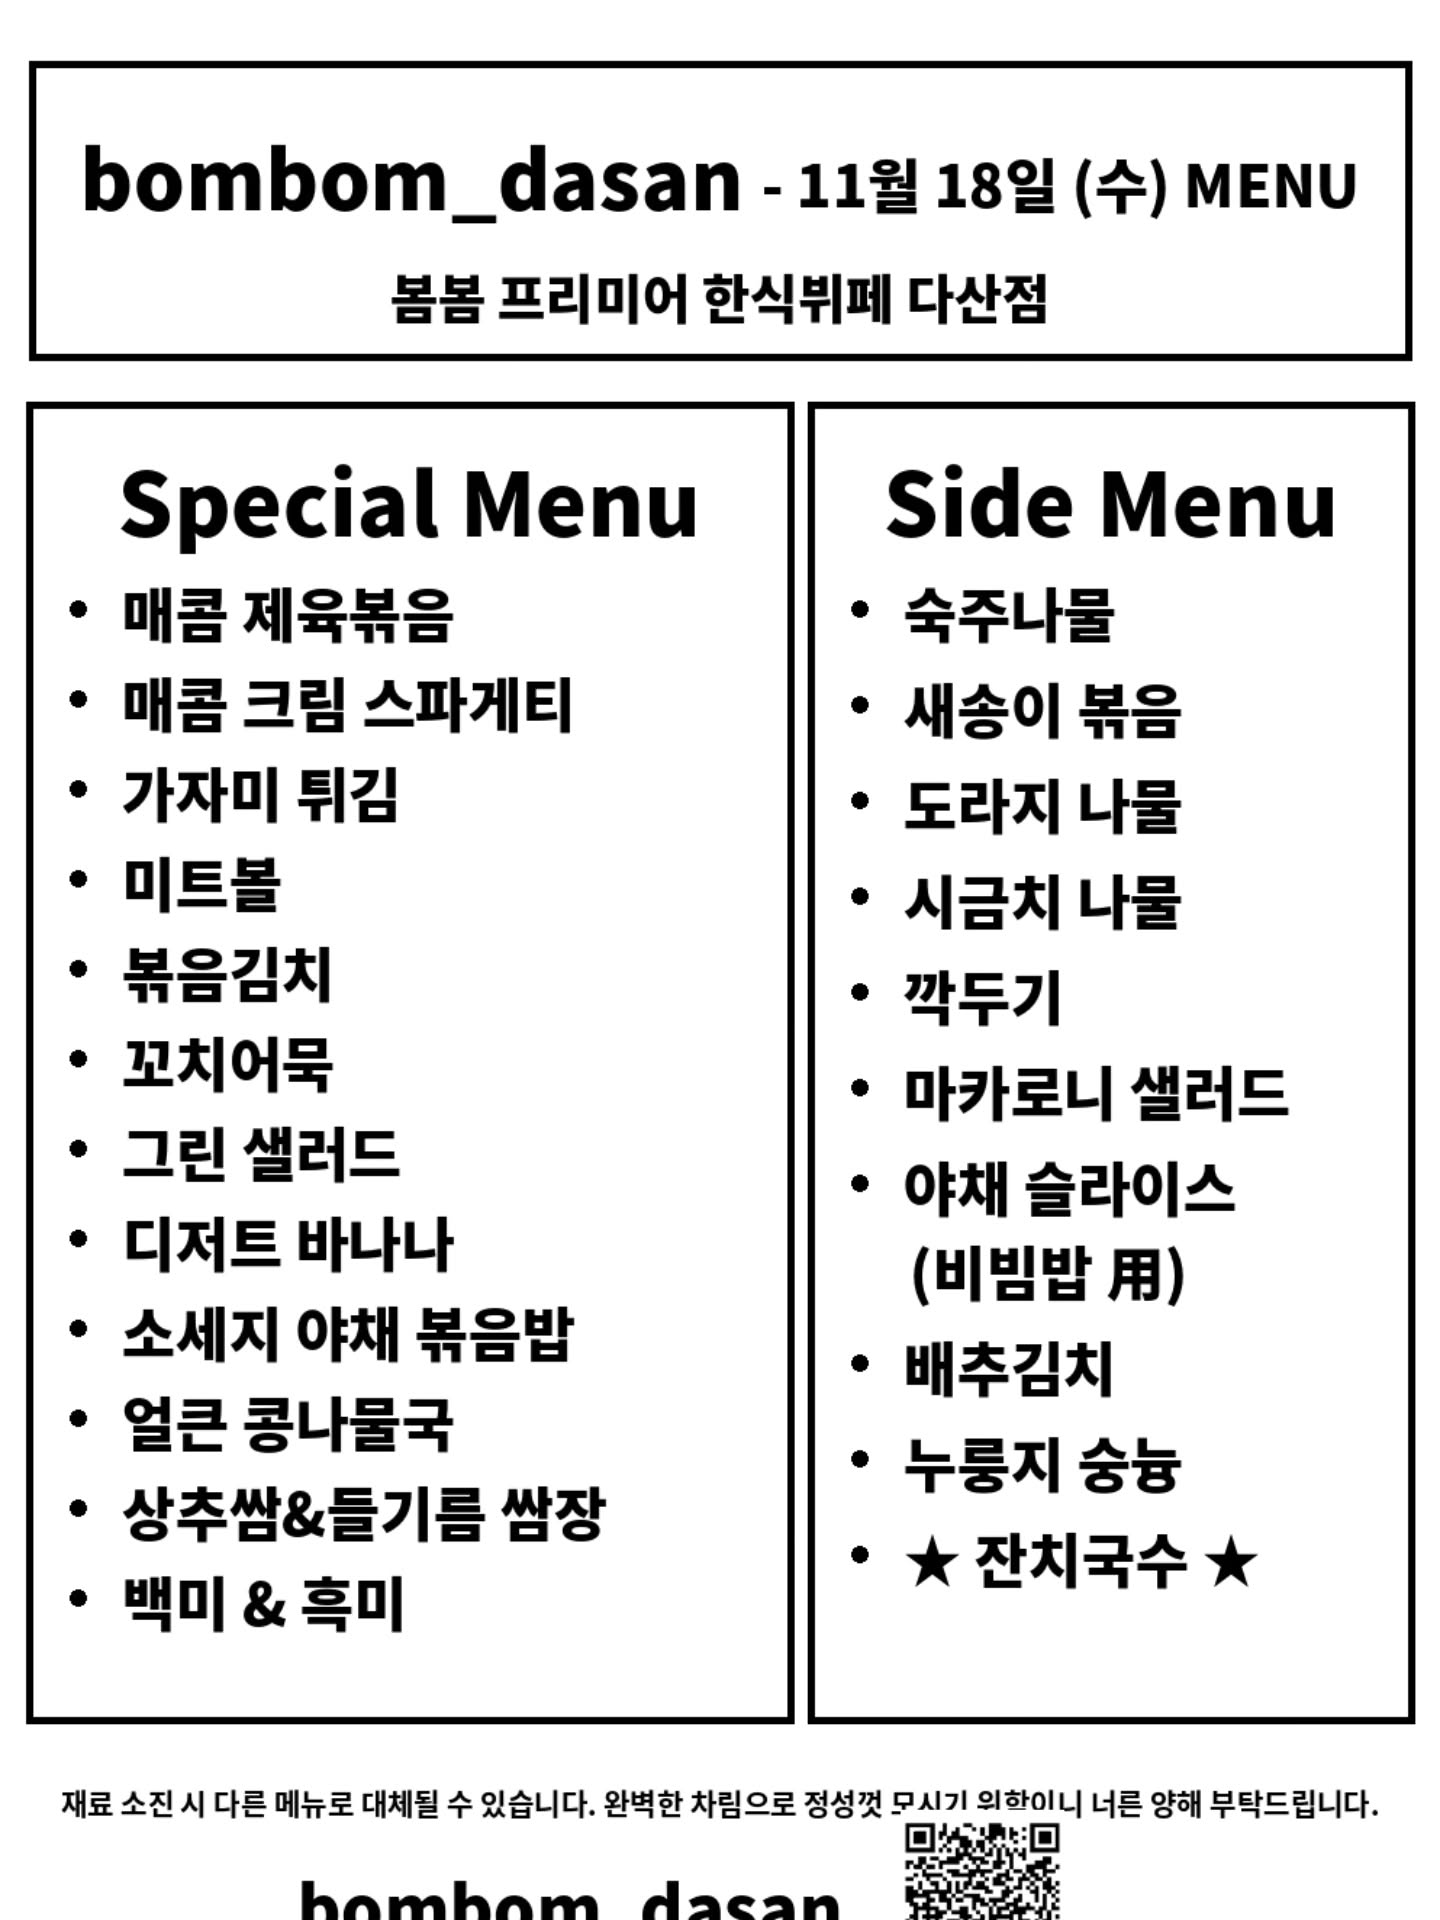 bombom_dasan - 11월 18일 (수) MENU
봄봄 프리미어 한식뷔페 다산점
Special Menu
• 매콤 제육볶음
• 매콤 크림 스파게티
• 가자미 튀김
• 미트볼
• 볶음김치
• 꼬치어묵
• 그린 샐러드
• 디저트 바나나
• 소세지 야채 볶음밥
• 얼큰 콩나물국
• 상추쌈&들기름 쌈장
• 백미 & 흑미
Side Menu
• 숙주나물
• 새송이 볶음
• 도라지 나물
• 시금치 나물
• 깍두기
• 마카로니 샐러드
• 야채 슬라이스
(비빔밥 用)
• 배추김치
• 누룽지 숭늉
• ★ 잔치국수 ★
재료 소진 시 다른 메뉴로 대체될 수 있습니다. 완벽한 차림으로 정성껏 모시기 위함이니 너른 양해 부탁드립니다.
bombom_dasan